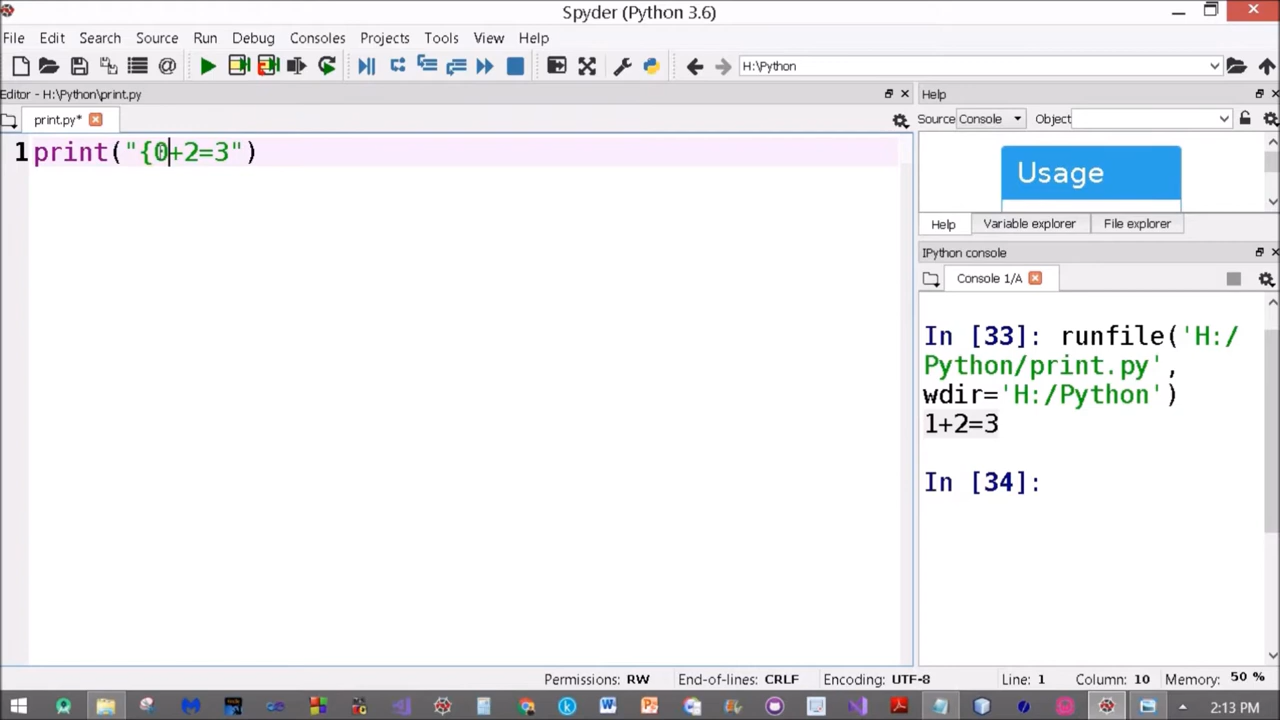 Spyder (Python 3.6)
File Edit Search Source Run Debug Consoles Projects Tools View Help
H:\Python
Editor - H:\Python\print.py
Help
print.py*
Source Console Object
1 print("{0+2=3")
Usage
Help Variable explorer File explorer
IPython console
Console 1/A
In [33]: runfile('H:/
Python/print.py',
wdir='H:/Python')
1+2=3
In [34]:
Permissions: RW End-of-lines: CRLF Encoding: UTF-8 Line: 1 Column: 10 Memory: 50 %
2:13 PM